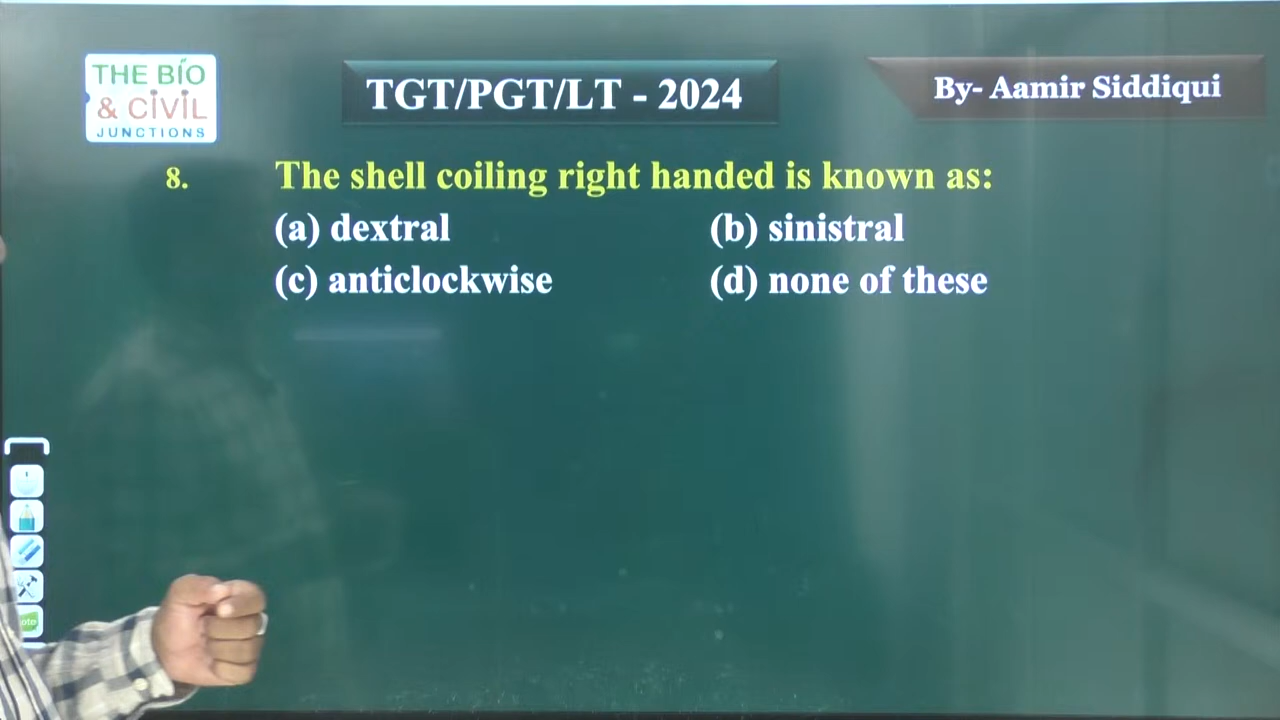 THE BIO
& CIVIL
JUNCTIONS
TGT/PGT/LT - 2024
By- Aamir Siddiqui
8. The shell coiling right handed is known as:
(a) dextral (b) sinistral
(c) anticlockwise (d) none of these